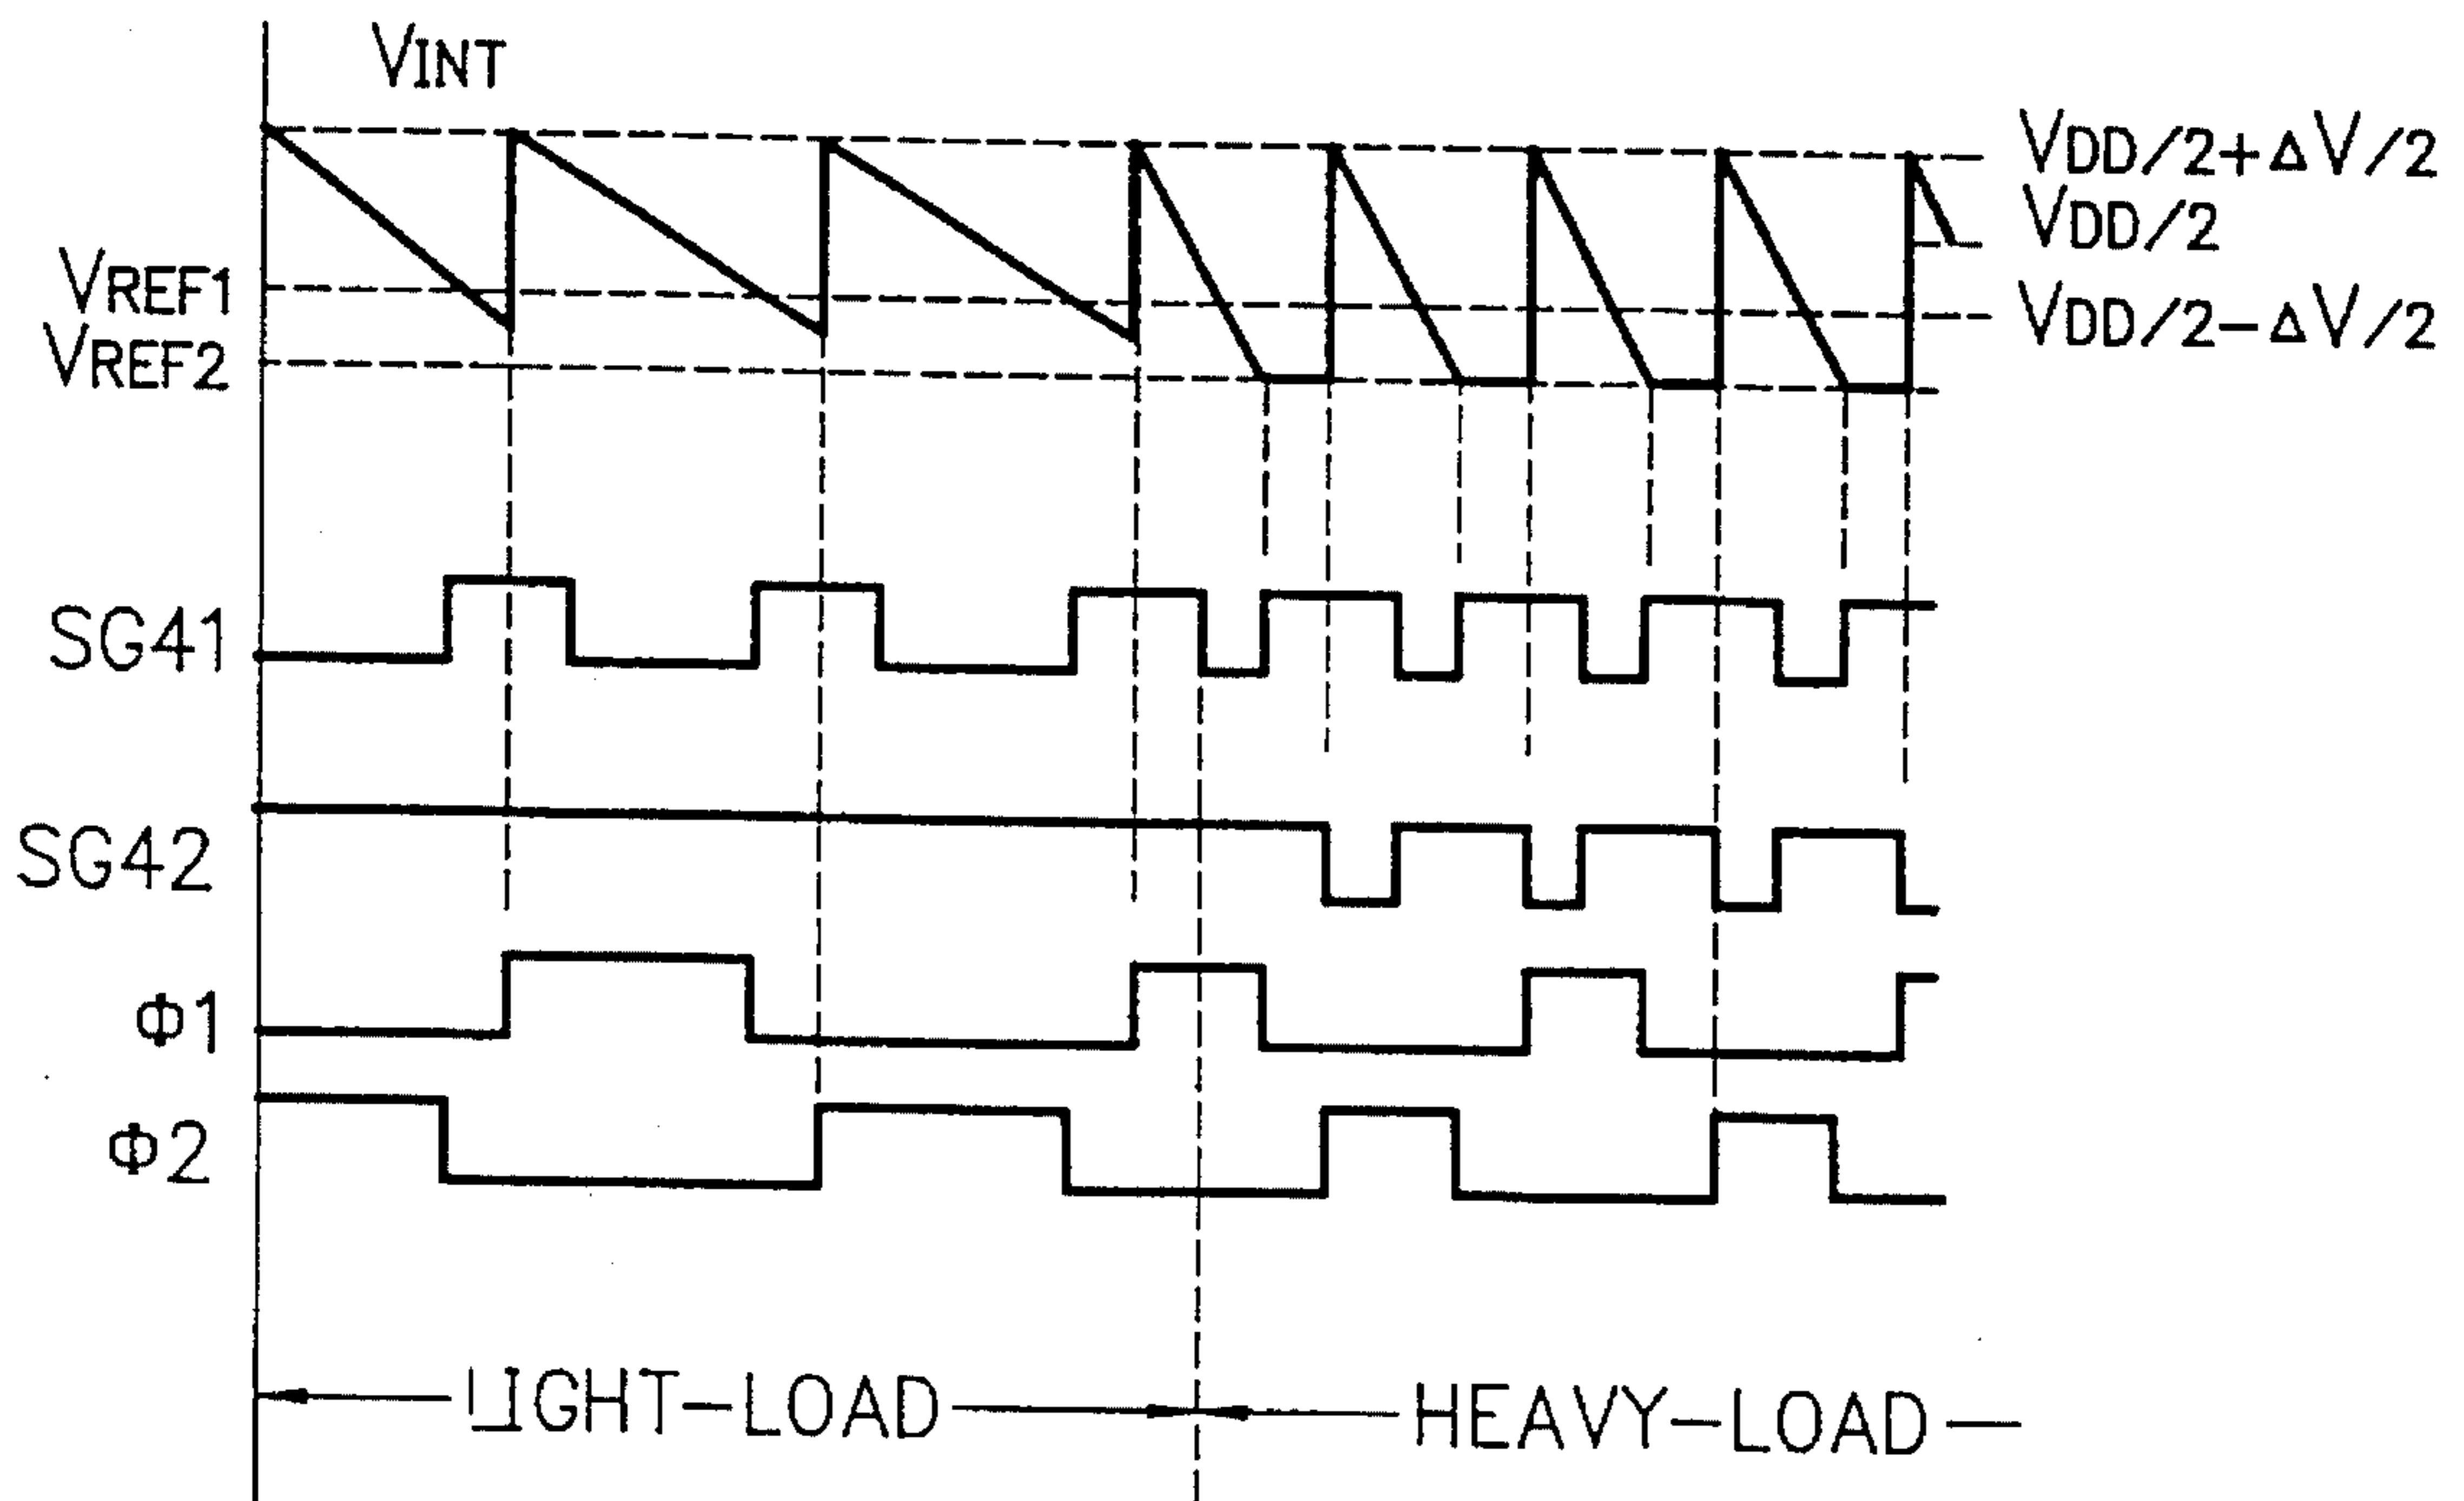 VINT
VDD/2+ΔV/2
VDD/2
VREF1
VDD/2-ΔV/2
VREF2
SG41
SG42
Φ1
Φ2
LIGHT-LOAD
HEAVY-LOAD